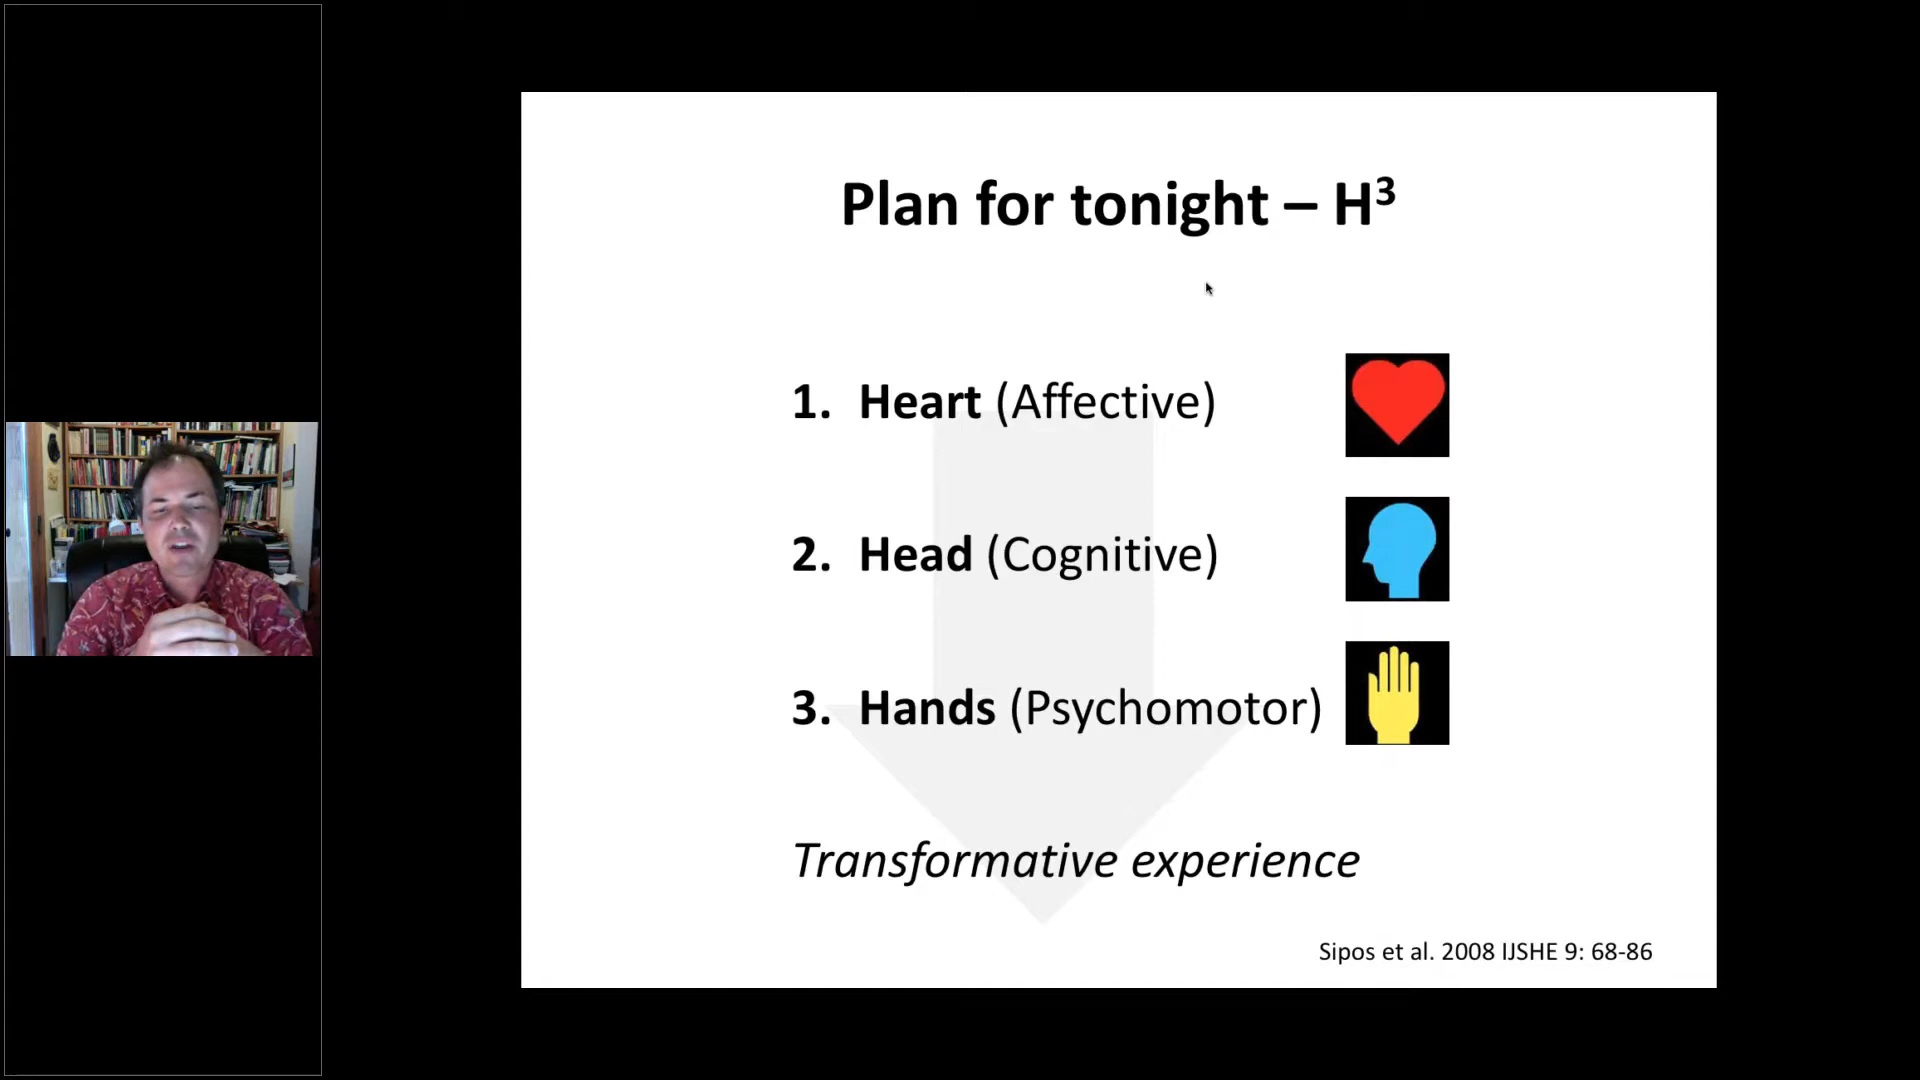 Plan for tonight – H³
1. Heart (Affective)
2. Head (Cognitive)
3. Hands (Psychomotor)
Transformative experience
Sipos et al. 2008 IJSHE 9: 68-86